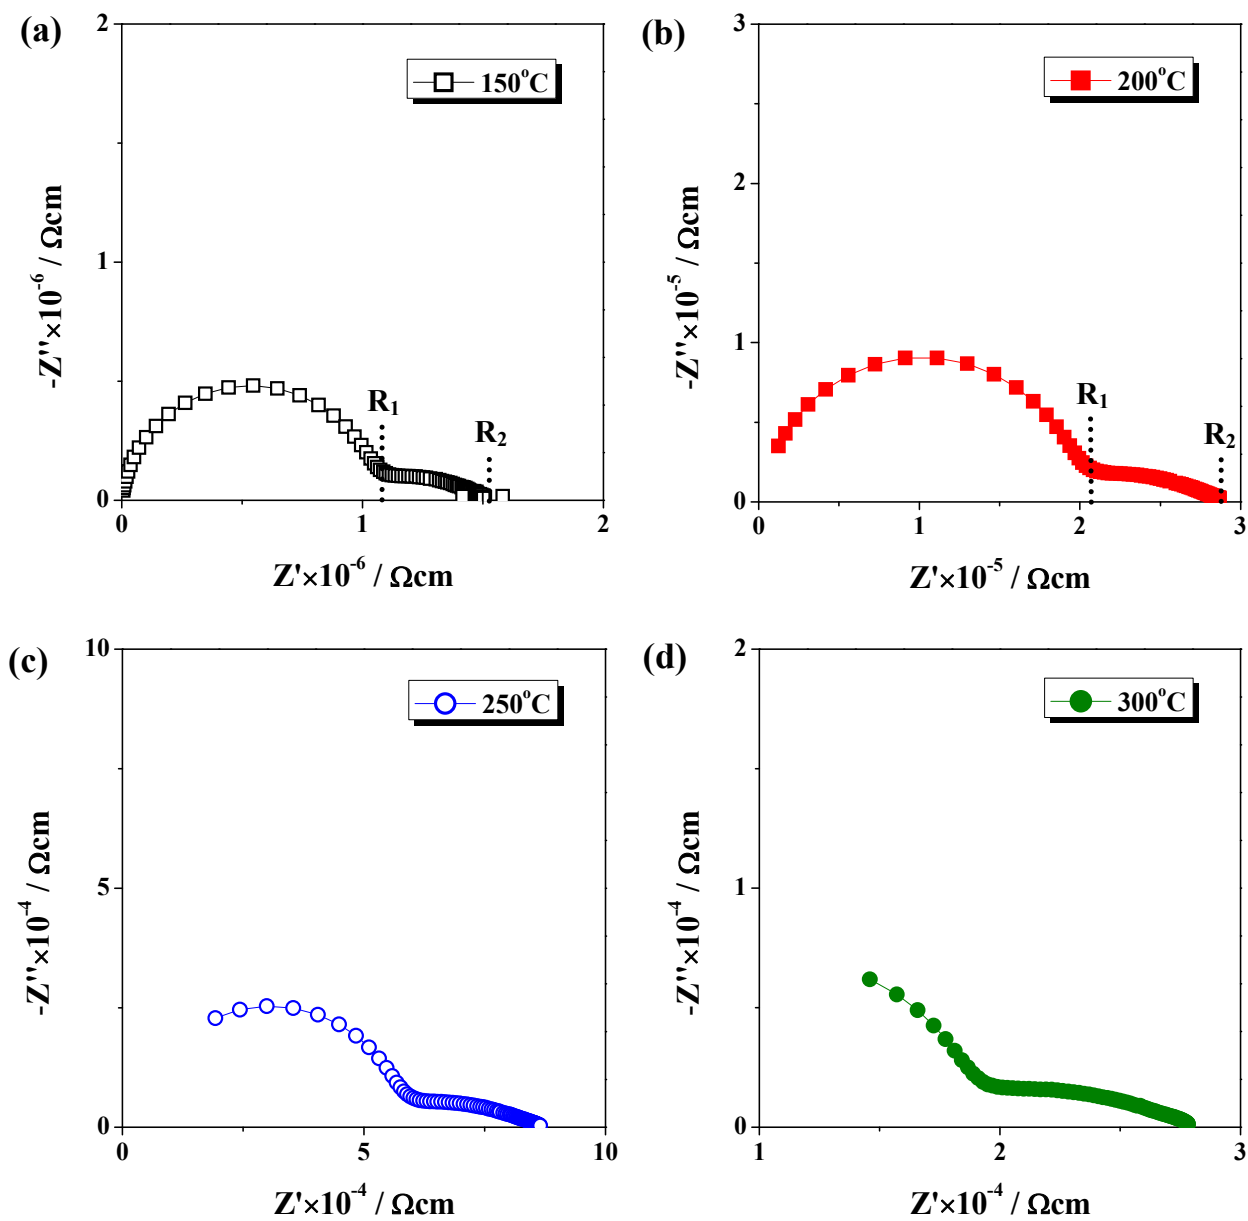 (a)
2
1
0
-Z''×10⁻⁶ / Ωcm
150°C
R₁
R₂
0
1
2
Z'×10⁻⁶ / Ωcm
(b)
3
2
1
0
-Z''×10⁻⁵ / Ωcm
200°C
R₁
R₂
0
1
2
3
Z'×10⁻⁵ / Ωcm
(c)
10
5
0
-Z''×10⁻⁴ / Ωcm
250°C
0
5
10
Z'×10⁻⁴ / Ωcm
(d)
2
1
0
-Z''×10⁻⁴ / Ωcm
300°C
1
2
3
Z'×10⁻⁴ / Ωcm